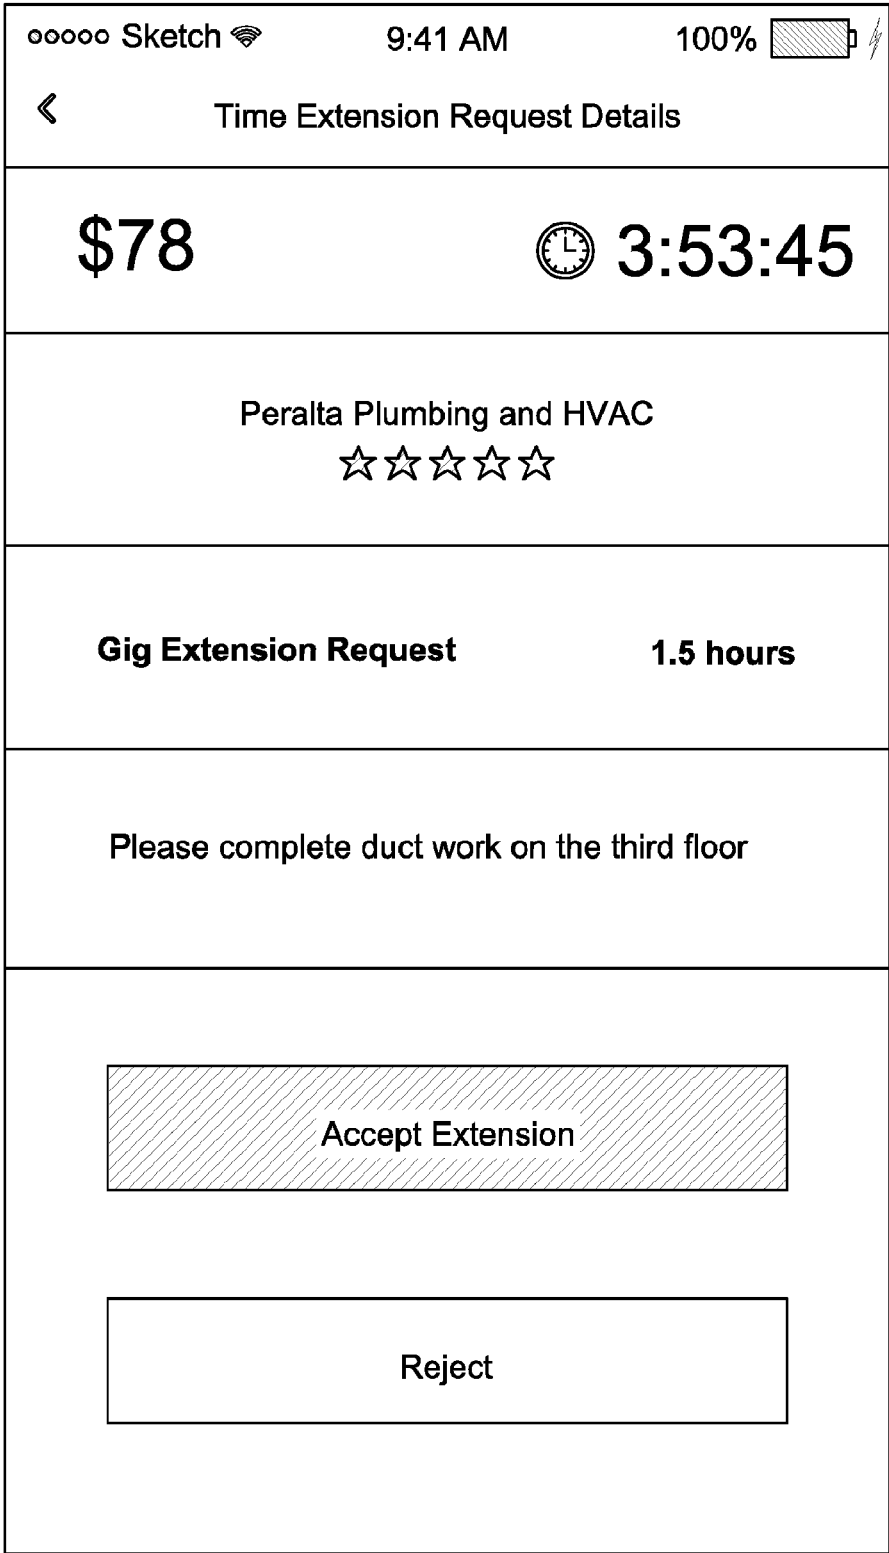 Sketch 9:41 AM 100%
Time Extension Request Details
$78 3:53:45
Peralta Plumbing and HVAC
Gig Extension Request 1.5 hours
Please complete duct work on the third floor
Accept Extension
Reject